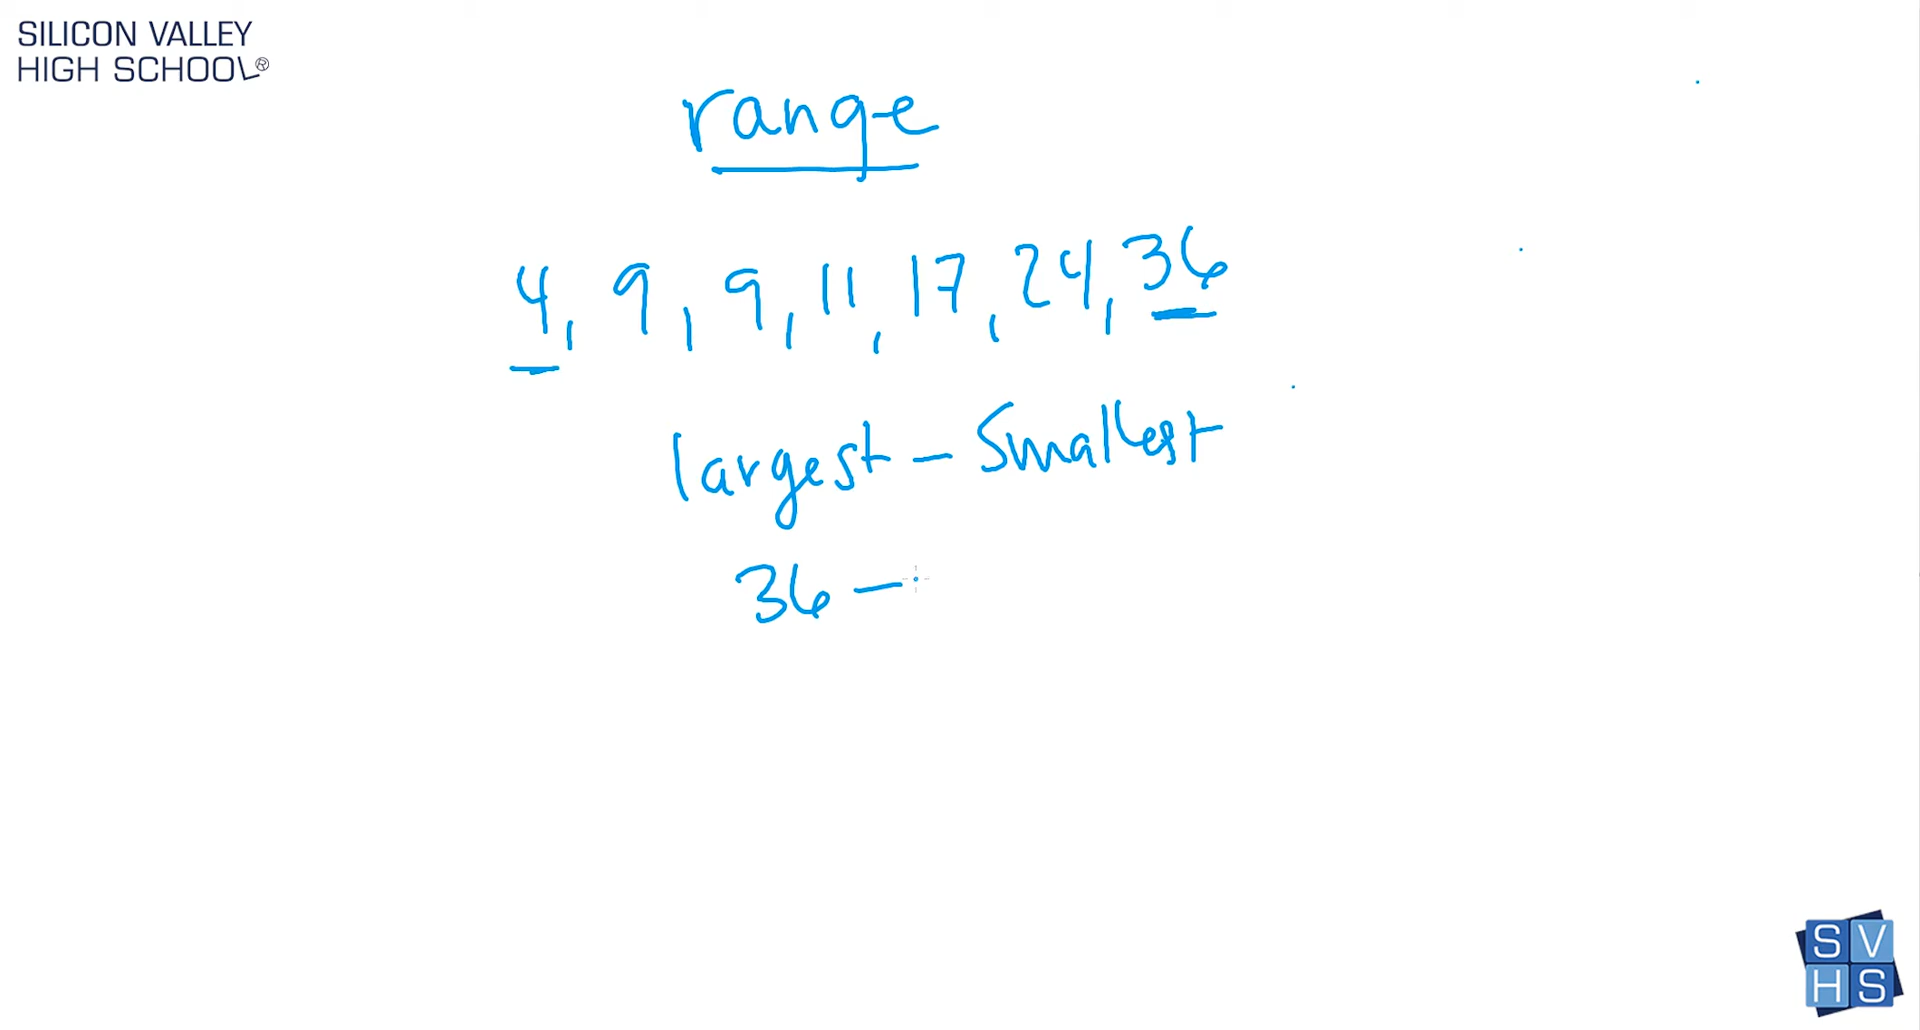 SILICON VALLEY
HIGH SCHOOL®
range
4, 9, 9, 11, 17, 24, 36
largest - Smallest
36 -
SV
HS